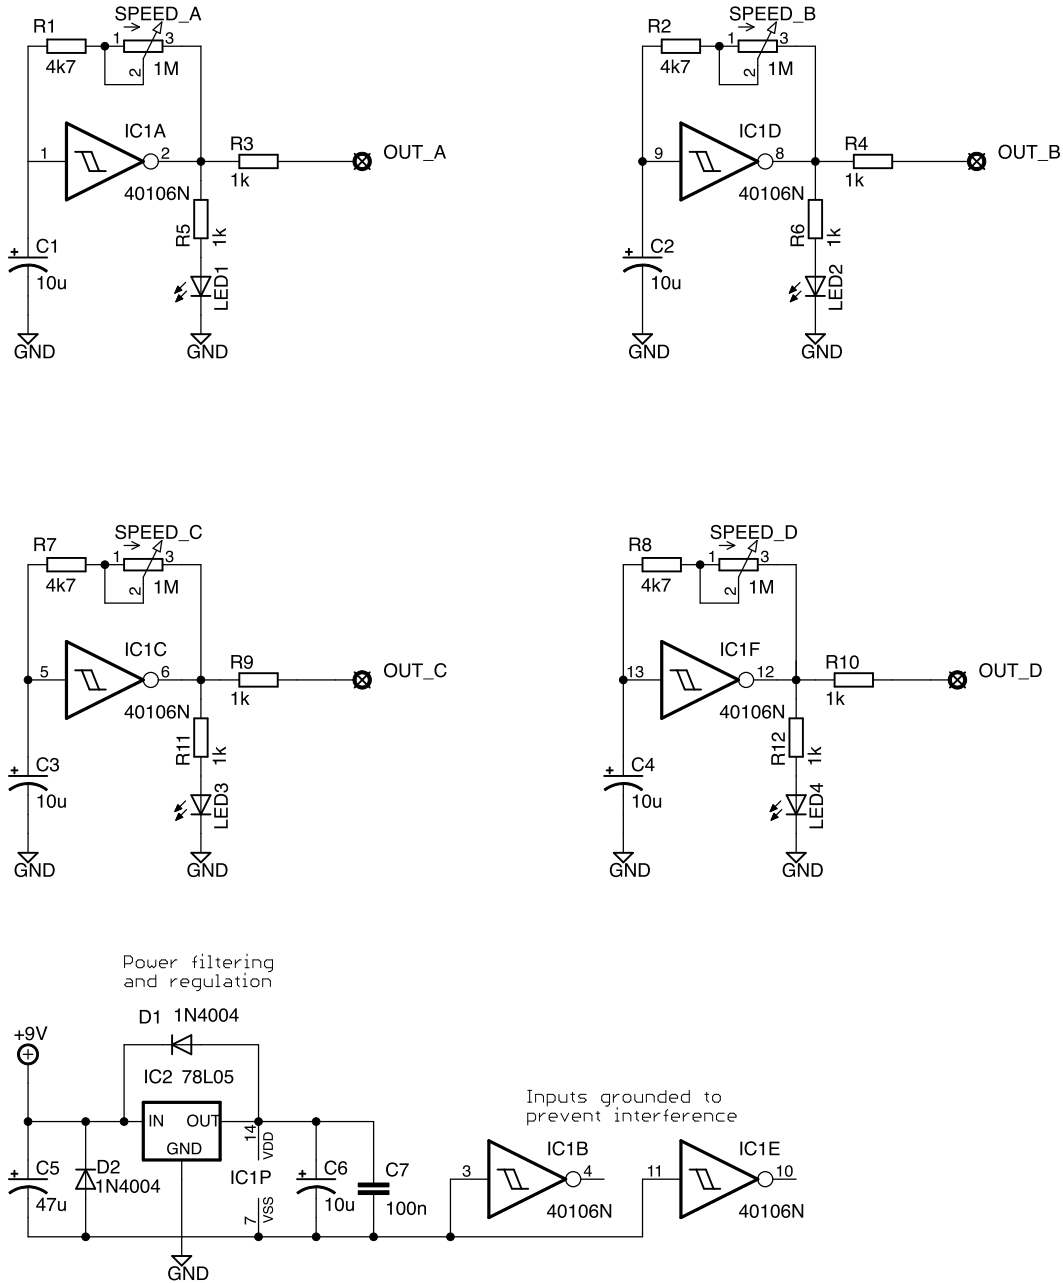 R1
SPEED_A
1
3
2
4k7
1M
IC1A
1
2
40106N
R3
1k
OUT_A
R5
1k
C1
10u
LED1
GND
GND
R2
SPEED_B
1
3
2
4k7
1M
IC1D
9
8
40106N
R4
1k
OUT_B
R6
1k
C2
10u
LED2
GND
GND
R7
SPEED_C
1
3
2
4k7
1M
IC1C
5
6
40106N
R9
1k
OUT_C
R11
1k
C3
10u
LED3
GND
GND
R8
SPEED_D
1
3
2
4k7
1M
IC1F
13
12
40106N
R10
1k
OUT_D
R12
1k
C4
10u
LED4
GND
GND
Power filtering
and regulation
D1 1N4004
+9V
IC2 78L05
IN OUT
GND
14
VDD
IC1P
7
VSS
C5
47u
D2
1N4004
C6
10u
C7
100n
GND
Inputs grounded to
prevent interference
IC1B
3
4
40106N
IC1E
11
10
40106N